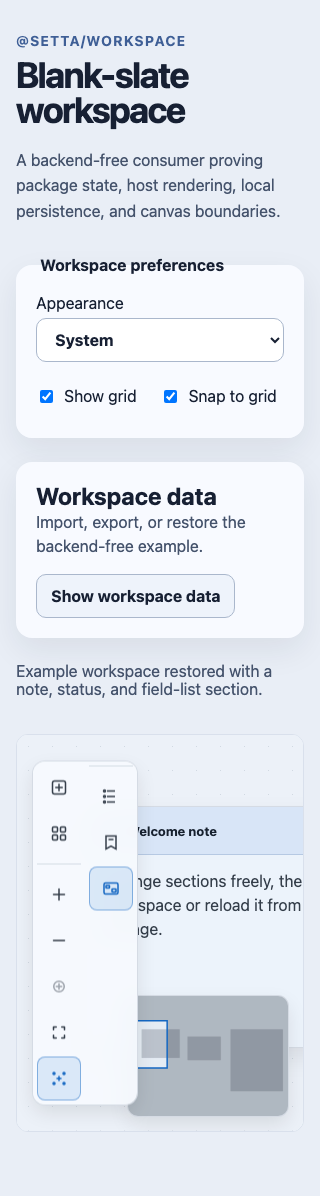 @SETTA/WORKSPACE
Blank-slate
workspace
A backend-free consumer proving
package state, host rendering, local
persistence, and canvas boundaries.
Workspace preferences
Appearance
System
Show grid
Snap to grid
Workspace data
Import, export, or restore the
backend-free example.
Show workspace data
Example workspace restored with a
note, status, and field-list section.
elcome note
nge sections freely, the
space or reload it from
ge.